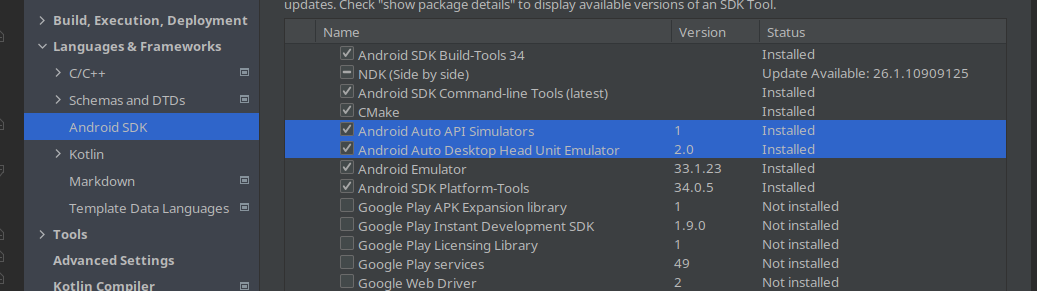 updates. Check "show package details" to display available versions of an SDK Tool.
Build, Execution, Deployment
Languages & Frameworks
C/C++
Schemas and DTDs
Android SDK
Kotlin
Markdown
Template Data Languages
Tools
Advanced Settings
Kotlin Compiler
Name Version Status
Android SDK Build-Tools 34 Installed
NDK (Side by side) Update Available: 26.1.10909125
Android SDK Command-line Tools (latest) Installed
CMake Installed
Android Auto API Simulators 1 Installed
Android Auto Desktop Head Unit Emulator 2.0 Installed
Android Emulator 33.1.23 Installed
Android SDK Platform-Tools 34.0.5 Installed
Google Play APK Expansion library 1 Not installed
Google Play Instant Development SDK 1.9.0 Not installed
Google Play Licensing Library 1 Not installed
Google Play services 49 Not installed
Google Web Driver 2 Not installed